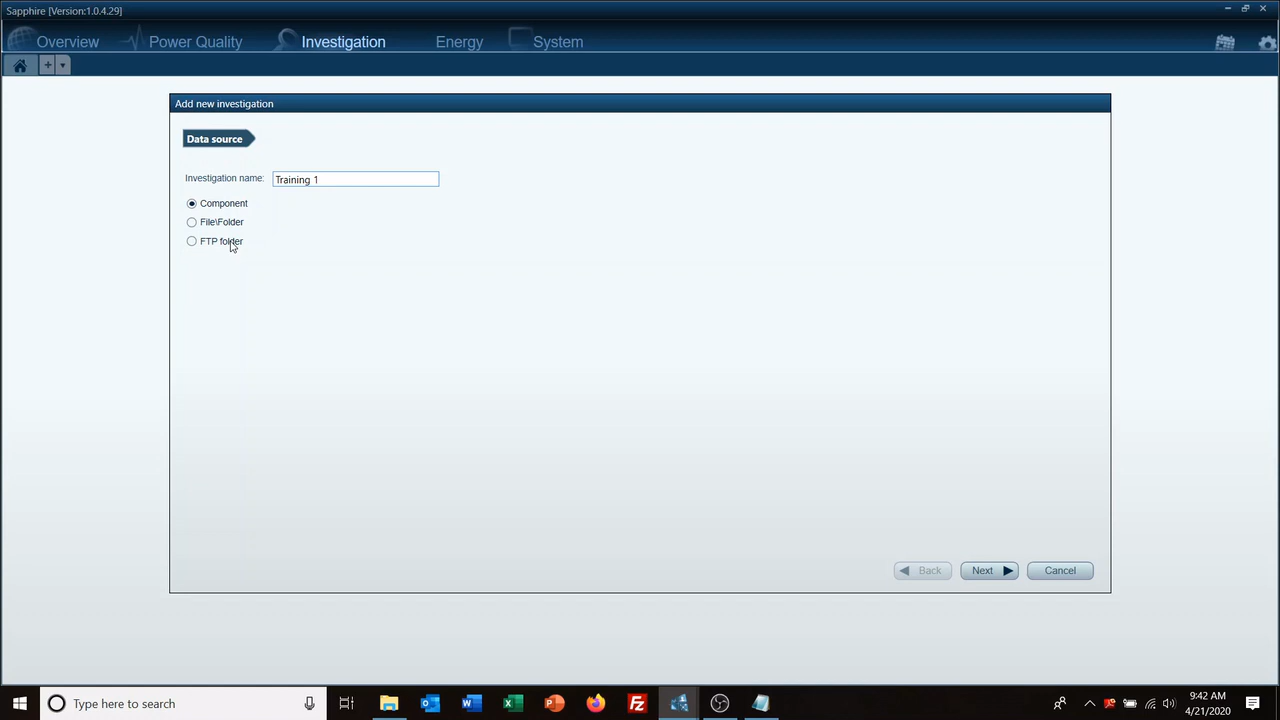 Sapphire [Version:1.0.4.29]
Overview Power Quality Investigation Energy System
Add new investigation
Data source
Investigation name: Training 1
Component
File\Folder
FTP folder
Back Next Cancel
Type here to search
9:42 AM
4/21/2020